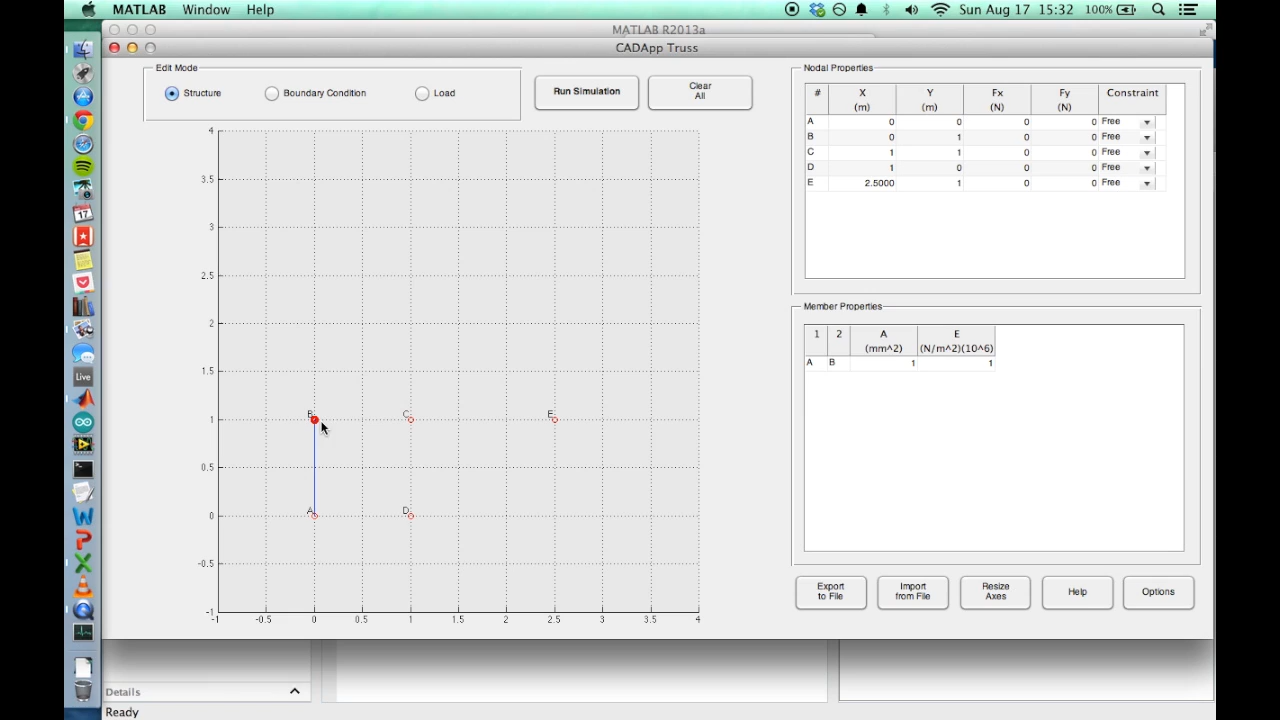 MATLAB Window Help Sun Aug 17 15:32 100%
MATLAB R2013a
CADApp Truss
Edit Mode
Structure Boundary Condition Load
Run Simulation
Clear
All
Nodal Properties
# X Y Fx Fy Constraint
(m) (m) (N) (N)
A 0 0 0 0 Free
B 0 1 0 0 Free
C 1 1 0 0 Free
D 1 0 0 0 Free
E 2.5000 1 0 0 Free
Member Properties
1 2 A E
(mm^2) (N/m^2)(10^6)
A B 1 1
4
3.5
3
2.5
2
1.5
1
0.5
0
-0.5
-1
B C E
A D
-1 -0.5 0 0.5 1 1.5 2 2.5 3 3.5 4
Export
to File
Import
from File
Resize
Axes
Help
Options
17
Live
Details
Ready